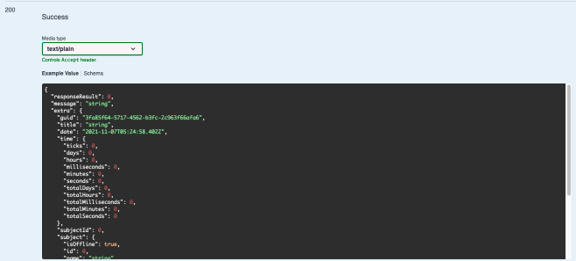 200
Success
Media type
text/plain
Controls Accept header.
Example Value | Schema
{
  "responseResult": 0,
  "message": "string",
  "extra": {
    "guid": "3fa85f64-5717-4562-b3fc-2c963f66afa6",
    "title": "string",
    "date": "2021-11-07T05:24:58.402Z",
    "time": {
      "ticks": 0,
      "days": 0,
      "hours": 0,
      "milliseconds": 0,
      "minutes": 0,
      "seconds": 0,
      "totalDays": 0,
      "totalHours": 0,
      "totalMilliseconds": 0,
      "totalMinutes": 0,
      "totalSeconds": 0
    },
    "subjectId": 0,
    "subject": {
      "isOffline": true,
      "id": 0,
      "name": "string"